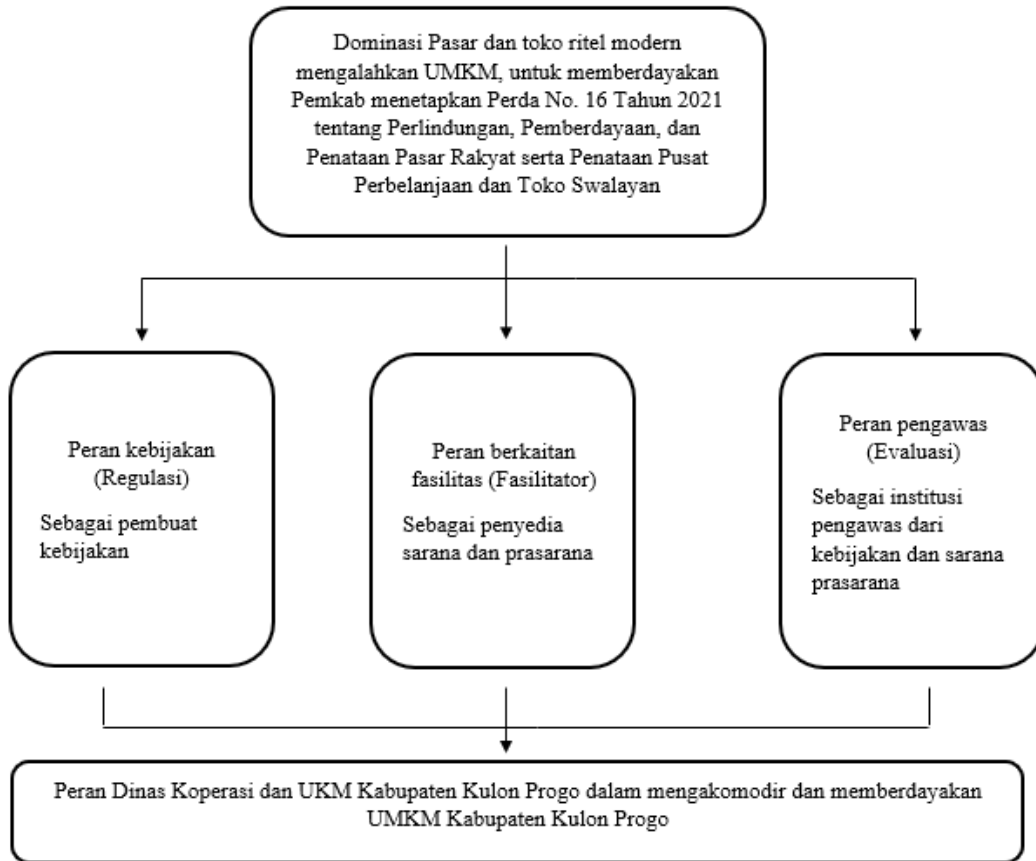 Dominasi Pasar dan toko ritel modern
mengalahkan UMKM, untuk memberdayakan
Pemkab menetapkan Perda No. 16 Tahun 2021
tentang Perlindungan, Pemberdayaan, dan
Penataan Pasar Rakyat serta Penataan Pusat
Perbelanjaan dan Toko Swalayan
Peran kebijakan
(Regulasi)
Sebagai pembuat
kebijakan
Peran berkaitan
fasilitas (Fasilitator)
Sebagai penyedia
sarana dan prasarana
Peran pengawas
(Evaluasi)
Sebagai institusi
pengawas dari
kebijakan dan sarana
prasarana
Peran Dinas Koperasi dan UKM Kabupaten Kulon Progo dalam mengakomodir dan memberdayakan
UMKM Kabupaten Kulon Progo